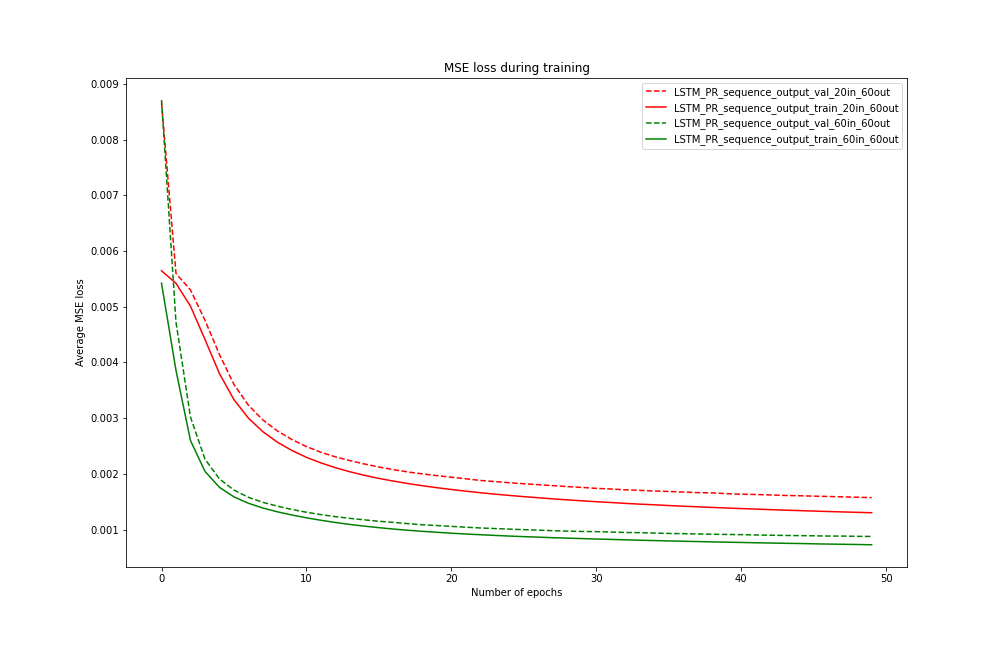 MSE loss during training
0.009
0.008
0.007
0.006
0.005
0.004
0.003
0.002
0.001
Average MSE loss
LSTM_PR_sequence_output_val_20in_60out
LSTM_PR_sequence_output_train_20in_60out
LSTM_PR_sequence_output_val_60in_60out
LSTM_PR_sequence_output_train_60in_60out
0 10 20 30 40 50
Number of epochs